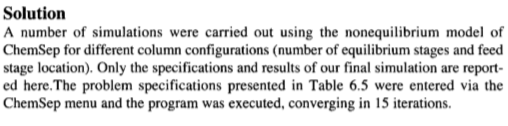 Solution
A number of simulations were carried out using the nonequilibrium model of
ChemSep for different column configurations (number of equilibrium stages and feed
stage location). Only the specifications and results of our final simulation are report-
ed here.The problem specifications presented in Table 6.5 were entered via the
ChemSep menu and the program was executed, converging in 15 iterations.